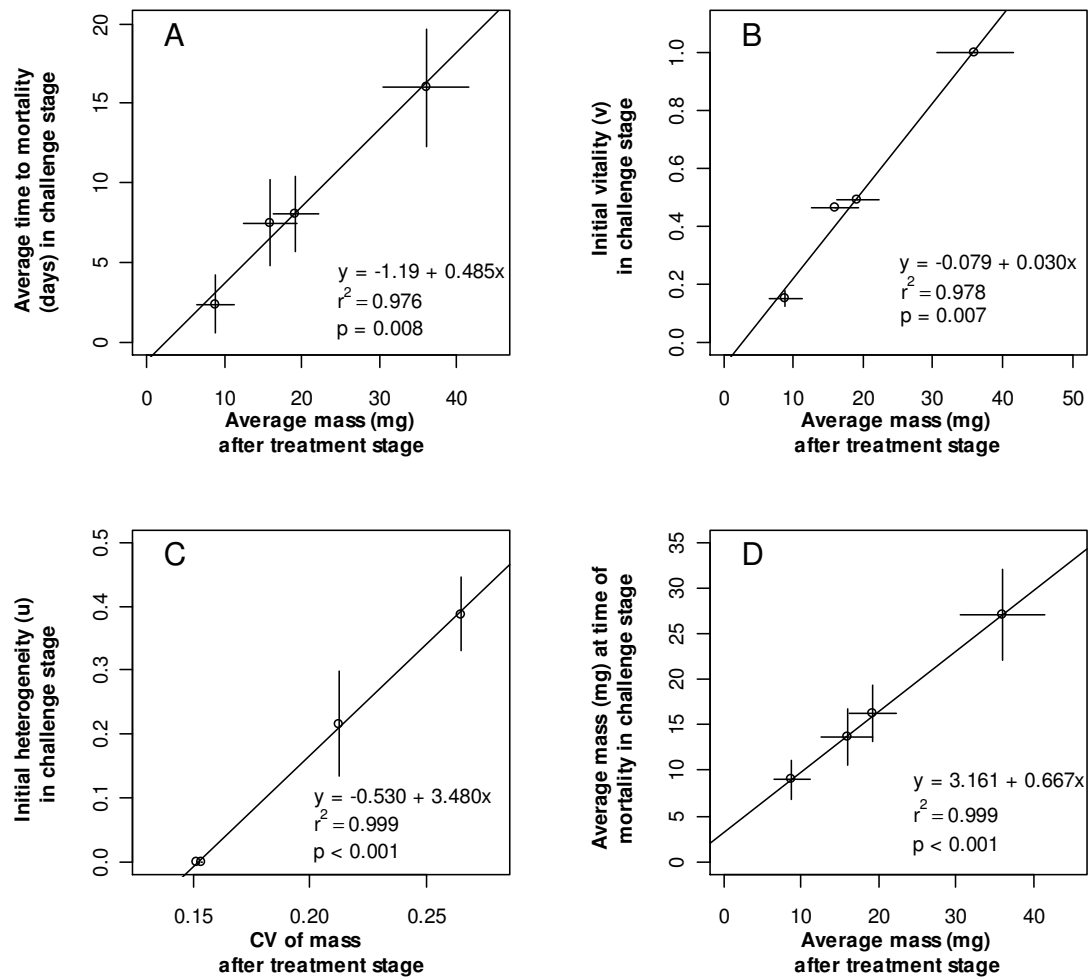 A
Average time to mortality
(days) in challenge stage
20
15
10
5
0
y = -1.19 + 0.485x
r² = 0.976
p = 0.008
0 10 20 30 40
Average mass (mg)
after treatment stage
B
Initial vitality (v)
in challenge stage
1.0
0.8
0.6
0.4
0.2
0.0
y = -0.079 + 0.030x
r² = 0.978
p = 0.007
0 10 20 30 40 50
Average mass (mg)
after treatment stage
C
Initial heterogeneity (u)
in challenge stage
0.5
0.4
0.3
0.2
0.1
0.0
y = -0.530 + 3.480x
r² = 0.999
p < 0.001
0.15 0.20 0.25
CV of mass
after treatment stage
D
Average mass (mg) at time of
mortality in challenge stage
35
30
25
20
15
10
5
0
y = 3.161 + 0.667x
r² = 0.999
p < 0.001
0 10 20 30 40
Average mass (mg)
after treatment stage